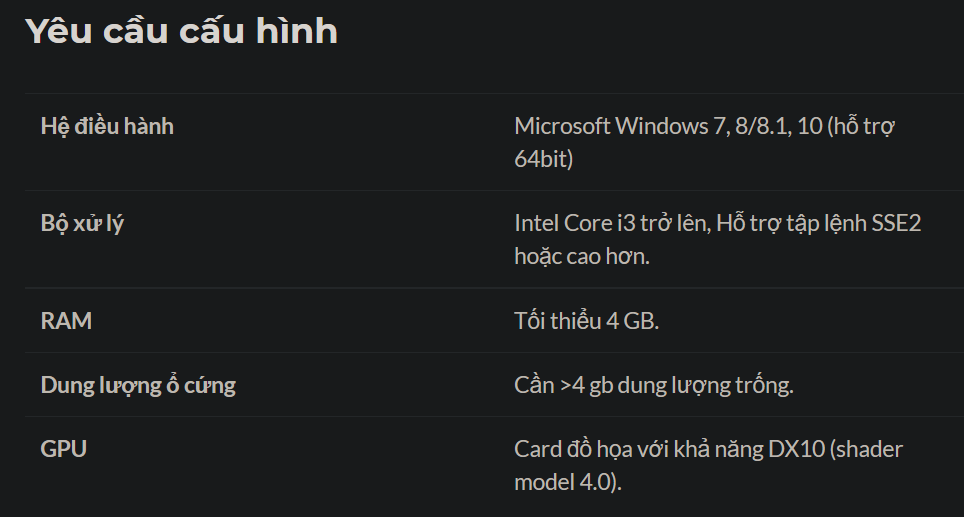 Yêu cầu cấu hình
Hệ điều hành
Microsoft Windows 7, 8/8.1, 10 (hỗ trợ
64bit)
Bộ xử lý
Intel Core i3 trở lên, Hỗ trợ tập lệnh SSE2
hoặc cao hơn.
RAM
Tối thiểu 4 GB.
Dung lượng ổ cứng
Cần >4 gb dung lượng trống.
GPU
Card đồ họa với khả năng DX10 (shader
model 4.0).